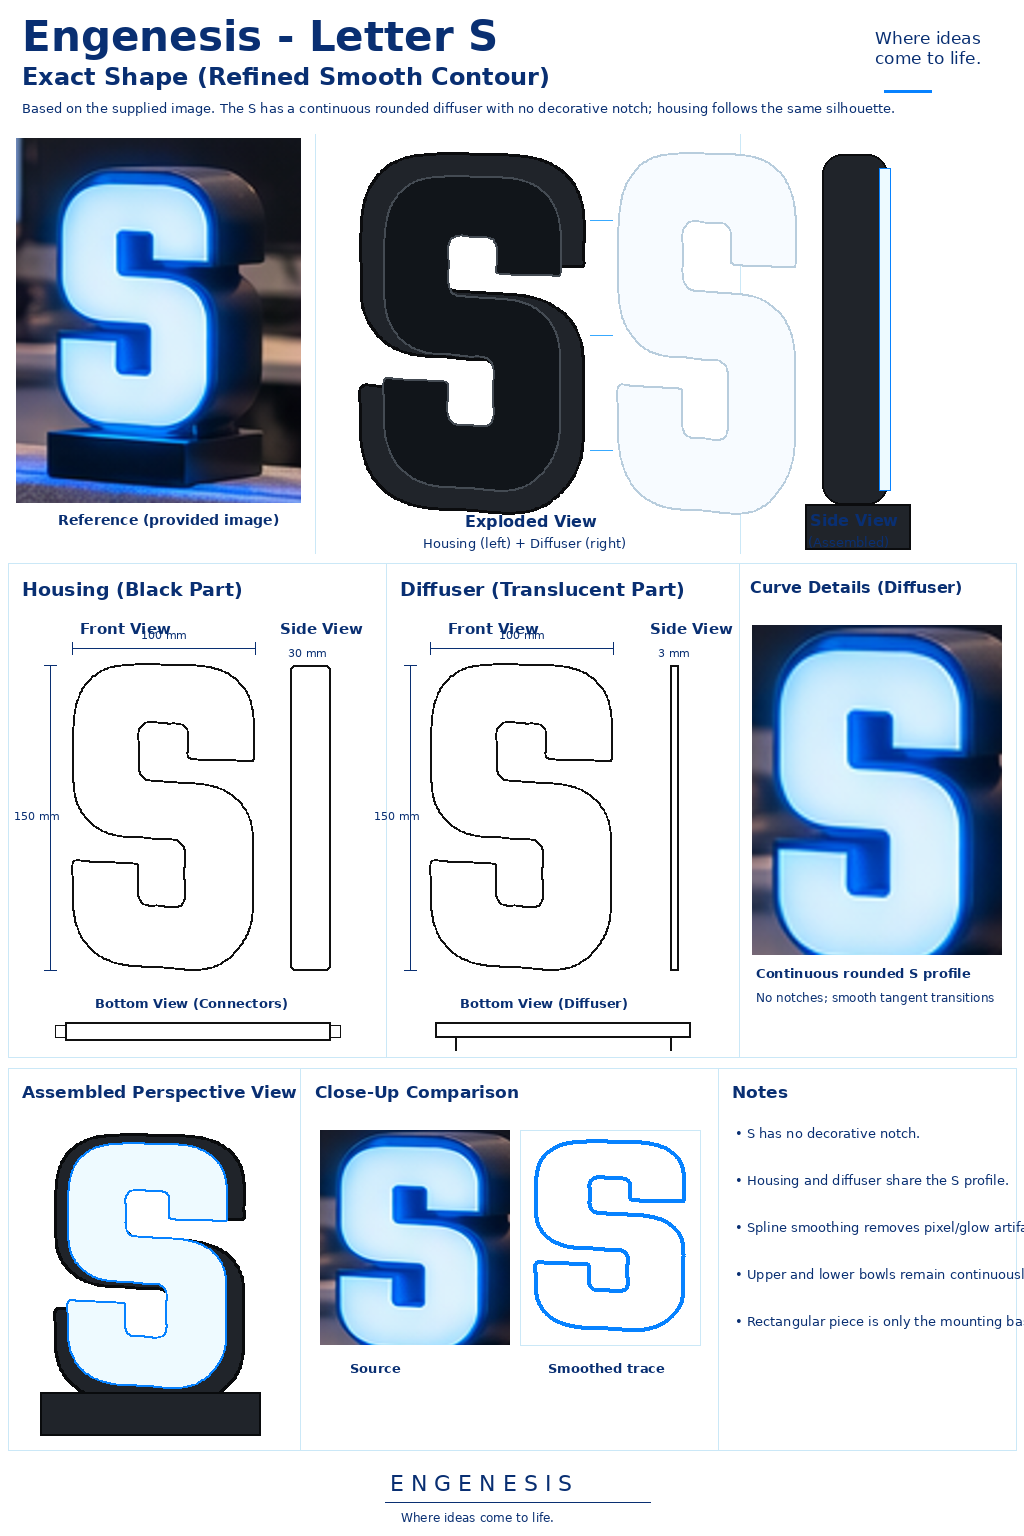 Engenesis - Letter S
Exact Shape (Refined Smooth Contour)
Based on the supplied image. The S has a continuous rounded diffuser with no decorative notch; housing follows the same silhouette.
Where ideas
come to life.
S
Reference (provided image)
Exploded View
Housing (left) + Diffuser (right)
Side View
(Assembled)
Housing (Black Part)
Front View
100 mm
Side View
30 mm
150 mm
Bottom View (Connectors)
Diffuser (Translucent Part)
Front View
100 mm
Side View
3 mm
150 mm
Bottom View (Diffuser)
Curve Details (Diffuser)
Continuous rounded S profile
No notches; smooth tangent transitions
Assembled Perspective View
Close-Up Comparison
Source
Smoothed trace
Notes
• S has no decorative notch.
• Housing and diffuser share the S profile.
• Spline smoothing removes pixel/glow artifa
• Upper and lower bowls remain continuousl
• Rectangular piece is only the mounting ba
ENGENESIS
Where ideas come to life.